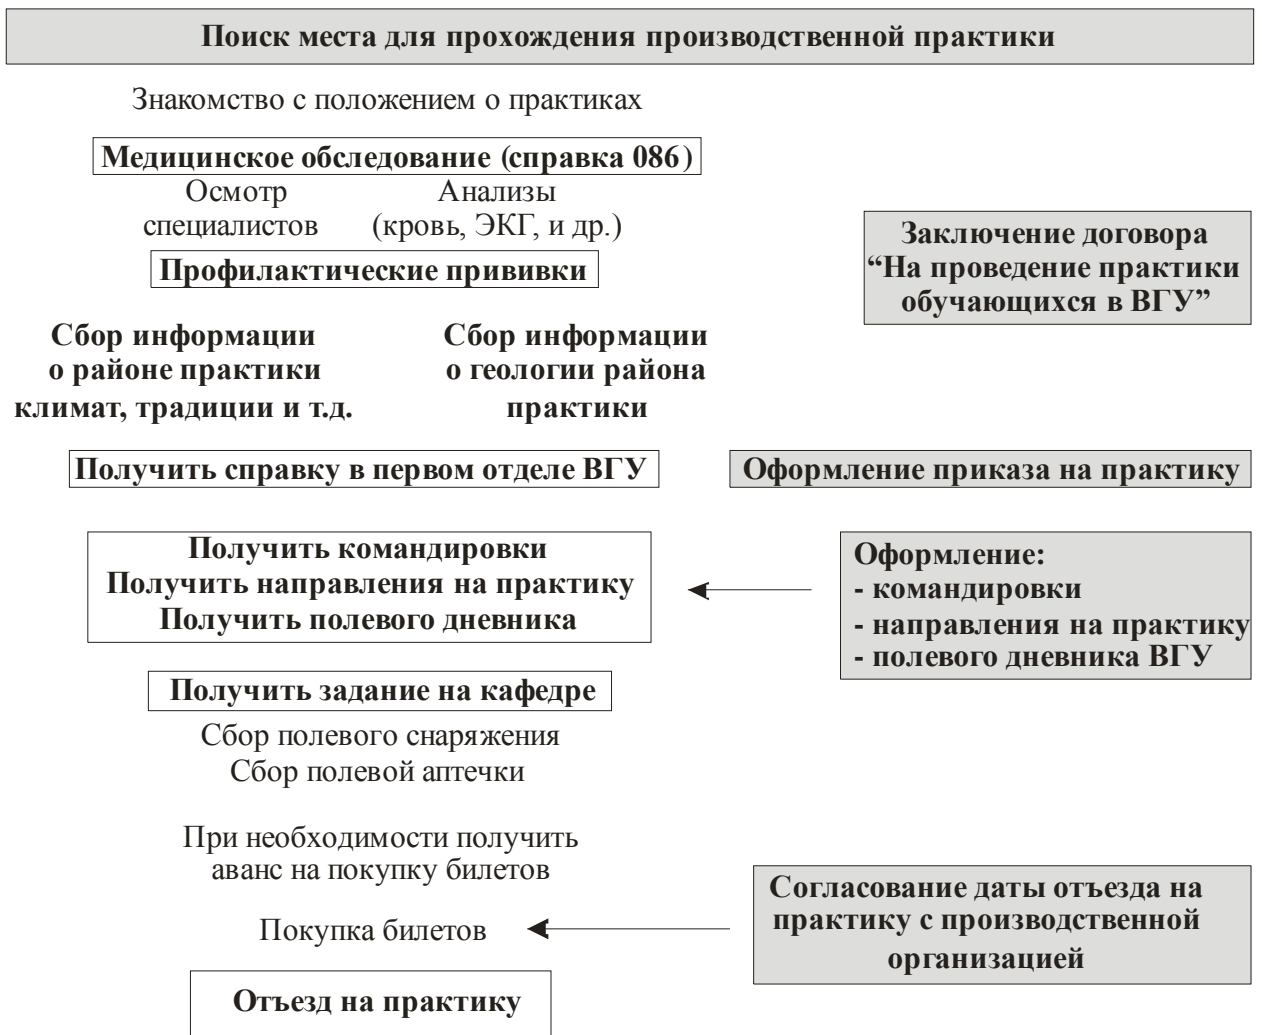 Поиск места для прохождения производственной практики
Знакомство с положением о практиках
Медицинское обследование (справка 086)
Осмотр
специалистов
Анализы
(кровь, ЭКГ, и др.)
Профилактические прививки
Заключение договора
“На проведение практики
обучающихся в ВГУ”
Сбор информации
о районе практики
климат, традиции и т.д.
Сбор информации
о геологии района
практики
Получить справку в первом отделе ВГУ
Оформление приказа на практику
Получить командировки
Получить направления на практику
Получить полевого дневника
Оформление:
- командировки
- направления на практику
- полевого дневника ВГУ
Получить задание на кафедре
Сбор полевого снаряжения
Сбор полевой аптечки
При необходимости получить
аванс на покупку билетов
Согласование даты отъезда на
практику с производственной
организацией
Покупка билетов
Отъезд на практику